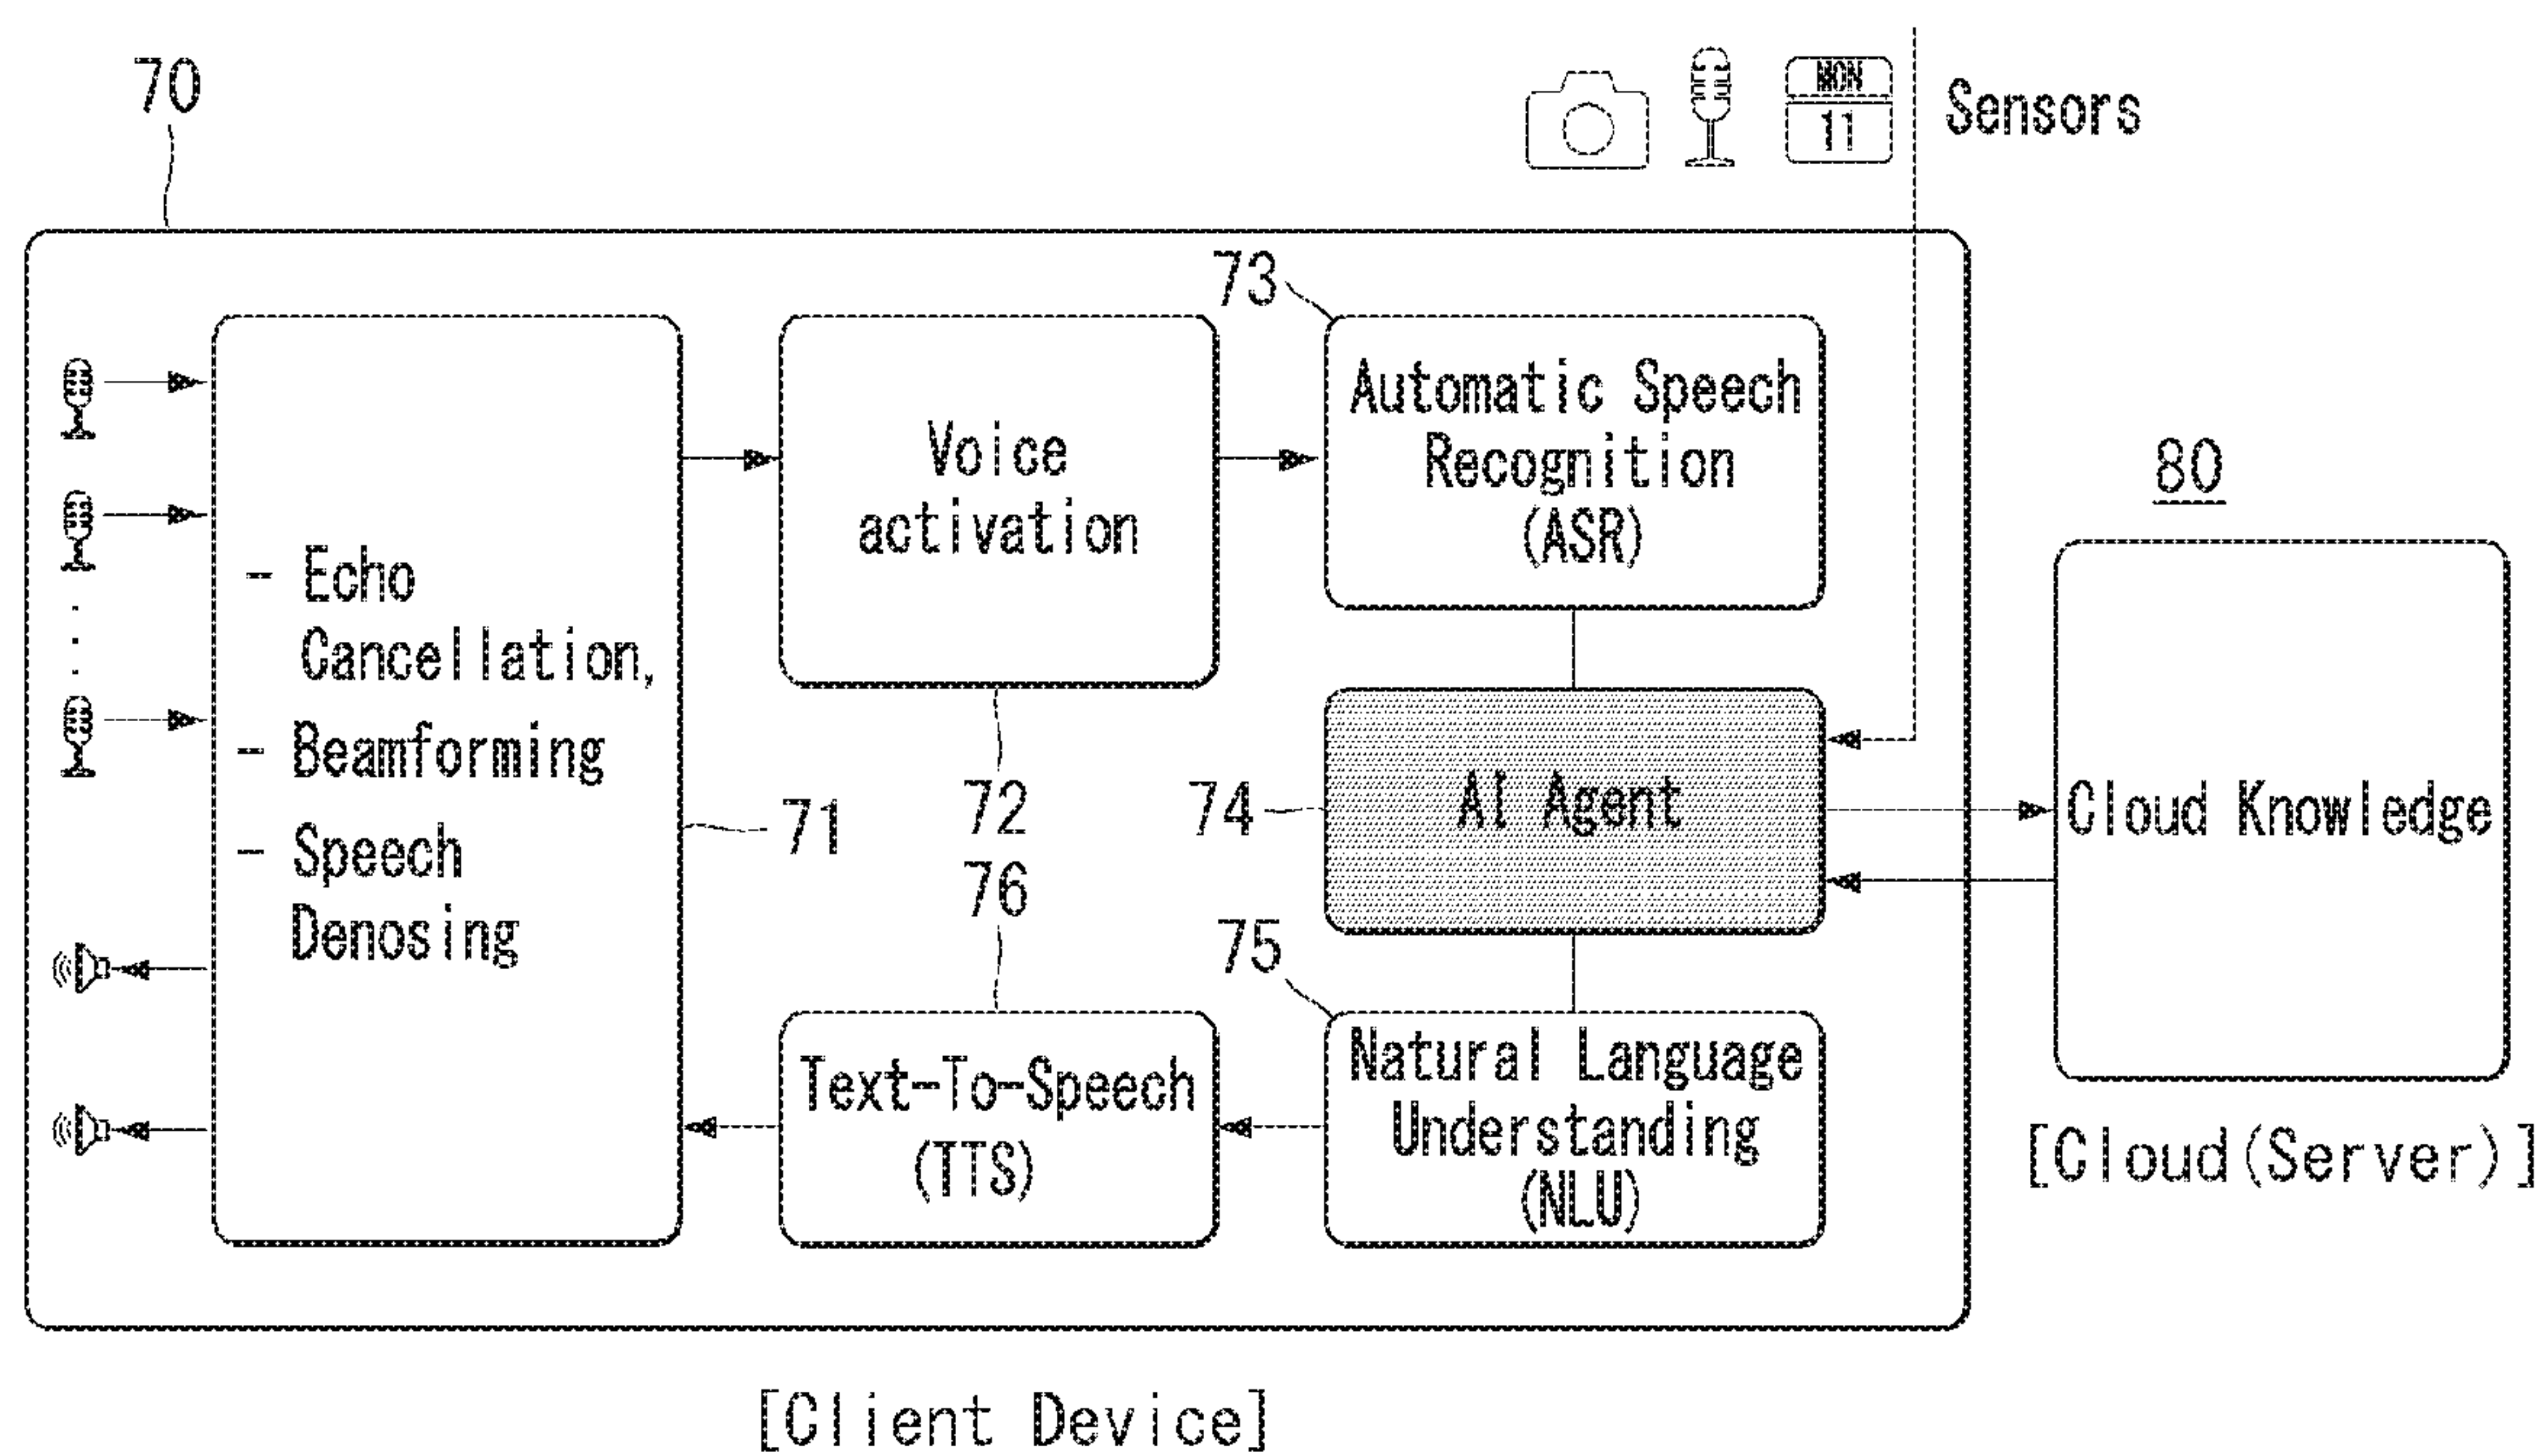 70
MON
11
Sensors
73
- Echo
Cancellation,
- Beamforming
- Speech
Denosing
71
Voice
activation
72
Automatic Speech
Recognition
(ASR)
74
AI Agent
80
Cloud Knowledge
[Cloud(Server)]
76
Text-To-Speech
(TTS)
75
Natural Language
Understanding
(NLU)
[Client Device]